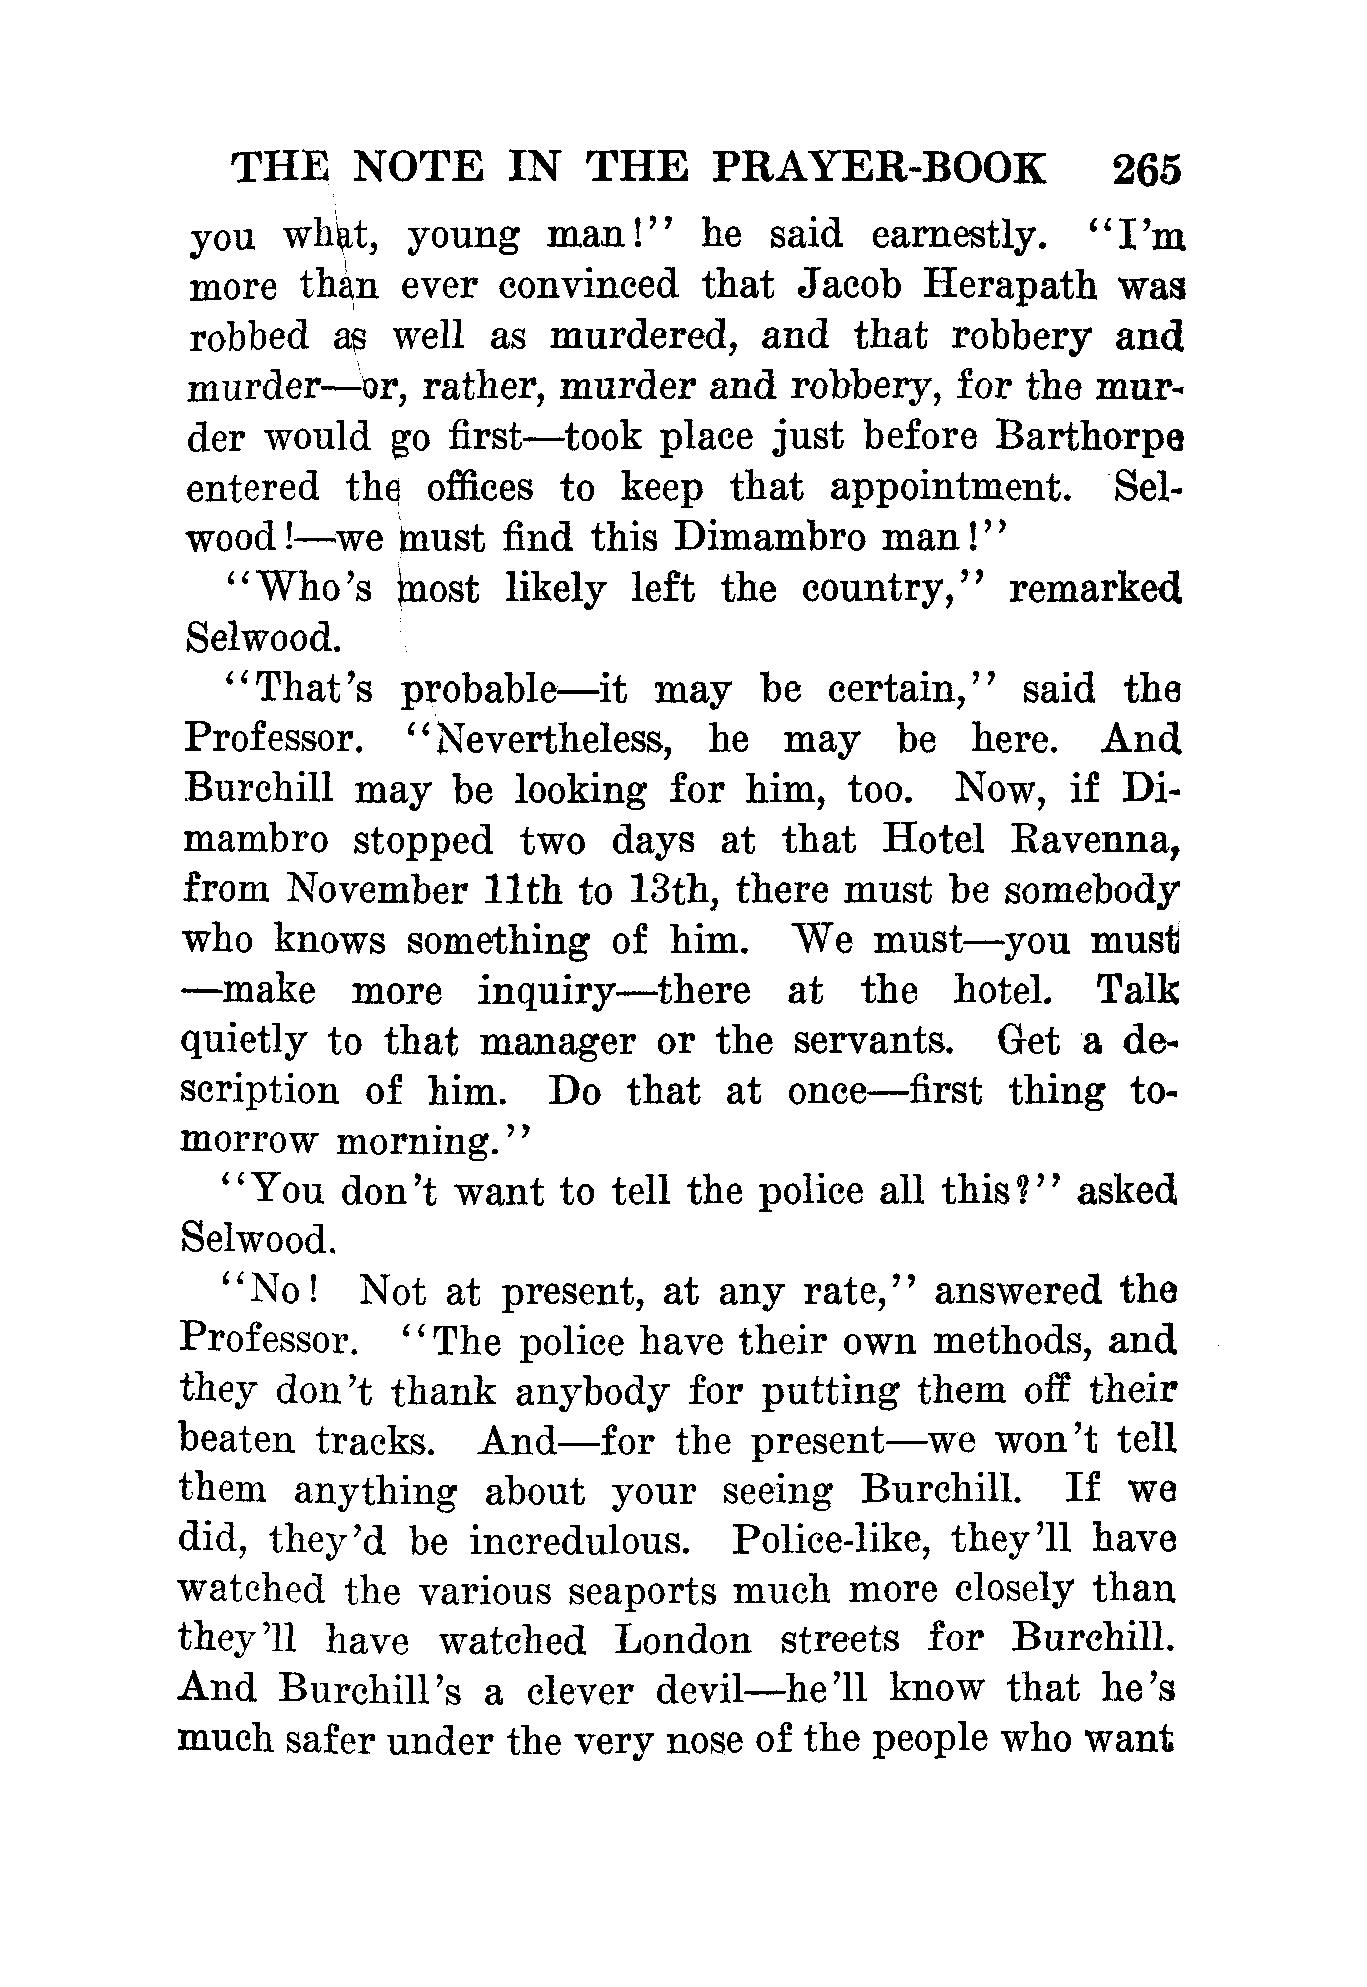 THE NOTE IN THE PRAYER-BOOK 265
you what, young man!" he said earnestly. "I'm
more than ever convinced that Jacob Herapath was
robbed as well as murdered, and that robbery and
murder—or, rather, murder and robbery, for the mur-
der would go first—took place just before Barthorpe
entered the offices to keep that appointment. Sel-
wood!—we must find this Dimambro man!"
"Who's most likely left the country," remarked
Selwood.
"That's probable—it may be certain," said the
Professor. "Nevertheless, he may be here. And
Burchill may be looking for him, too. Now, if Di-
mambro stopped two days at that Hotel Ravenna,
from November 11th to 13th, there must be somebody
who knows something of him. We must—you must
—make more inquiry—there at the hotel. Talk
quietly to that manager or the servants. Get a de-
scription of him. Do that at once—first thing to-
morrow morning."
"You don't want to tell the police all this?" asked
Selwood.
"No! Not at present, at any rate," answered the
Professor. "The police have their own methods, and
they don't thank anybody for putting them off their
beaten tracks. And—for the present—we won't tell
them anything about your seeing Burchill. If we
did, they'd be incredulous. Police-like, they'll have
watched the various seaports much more closely than
they'll have watched London streets for Burchill.
And Burchill's a clever devil—he'll know that he's
much safer under the very nose of the people who want